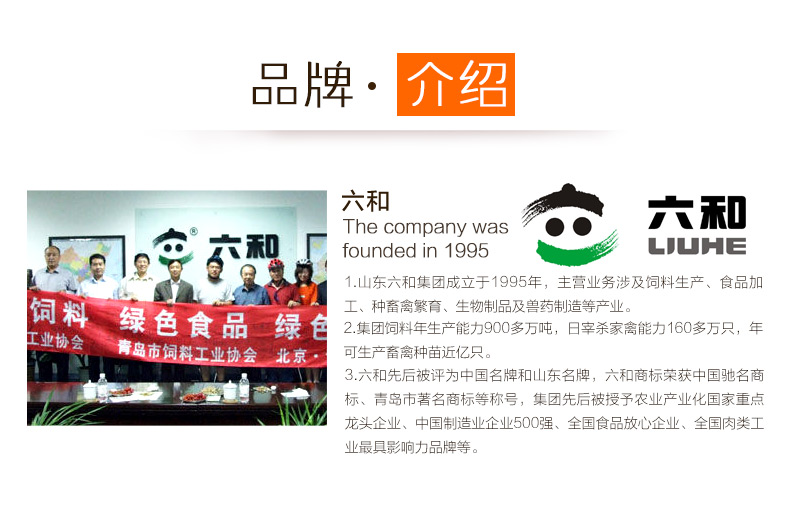 品牌·介绍
六和
The company was
founded in 1995
六和
LIUHE
1.山东六和集团成立于1995年，主营业务涉及饲料生产、食品加
工、种畜禽繁育、生物制品及兽药制造等产业。
2.集团饲料年生产能力900多万吨，日宰杀家禽能力160多万只，年
可生产畜禽种苗近亿只。
3.六和先后被评为中国名牌和山东名牌，六和商标荣获中国驰名商
标、青岛市著名商标等称号，集团先后被授予农业产业化国家重点
龙头企业、中国制造业企业500强、全国食品放心企业、全国肉类工
业最具影响力品牌等。
® 六和
饲料 绿色食品 绿色
工业协会 青岛市饲料工业协会 北京·